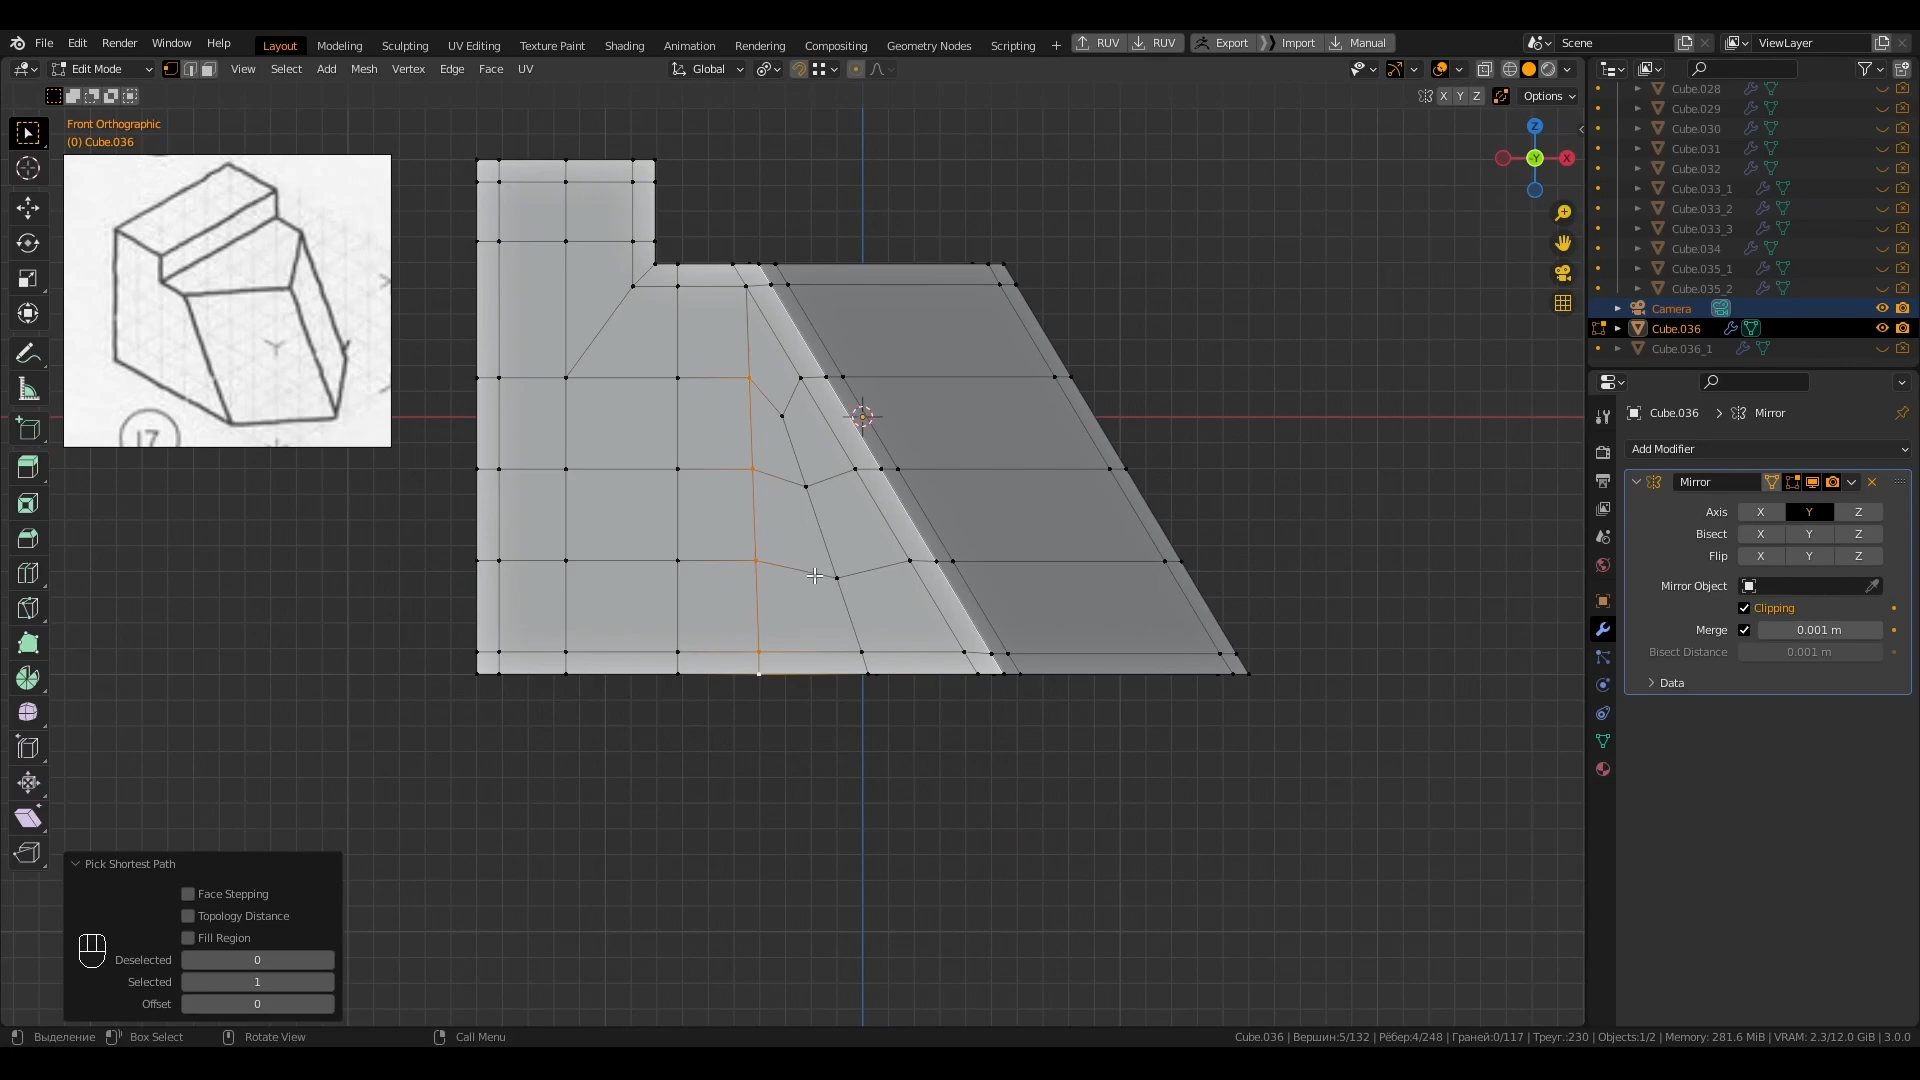 File Edit Render Window Help Layout Modeling Sculpting UV Editing Texture Paint Shading Animation Rendering Compositing Geometry Nodes Scripting + RUV RUV Export Import Manual Scene ViewLayer
Edit Mode View Select Add Mesh Vertex Edge Face UV Global
X Y Z Options
Front Orthographic
(0) Cube.036
17
Z
-Y
X
Cube.028
Cube.029
Cube.030
Cube.031
Cube.032
Cube.033_1
Cube.033_2
Cube.033_3
Cube.034
Cube.035_1
Cube.035_2
Camera
Cube.036
Cube.036_1
Cube.036 > Mirror
Add Modifier
Mirror
Axis X Y Z
Bisect X Y Z
Flip X Y Z
Mirror Object
Clipping
Merge 0.001 m
Bisect Distance 0.001 m
Data
Pick Shortest Path
Face Stepping
Topology Distance
Fill Region
Deselected 0
Selected 1
Offset 0
Выделение Box Select Rotate View Call Menu Cube.036 | Вершин:5/132 | Рёбер:4/248 | Граней:0/117 | Треуг.:230 | Objects:1/2 | Memory: 281.6 MiB | VRAM: 2.3/12.0 GiB | 3.0.0